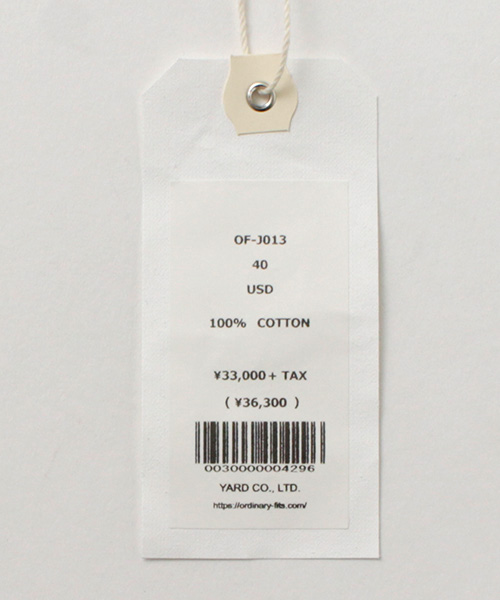 OF-J013
40
USD
100% COTTON
¥33,000 + TAX
( ¥36,300 )
0030000004296
YARD CO., LTD.
https://ordinary-fits.com/